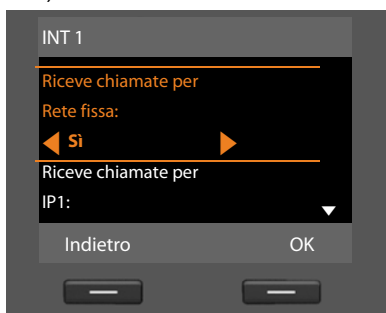 INT 1
Riceve chiamate per
Rete fissa:
Sì
Riceve chiamate per
IP1:
Indietro OK